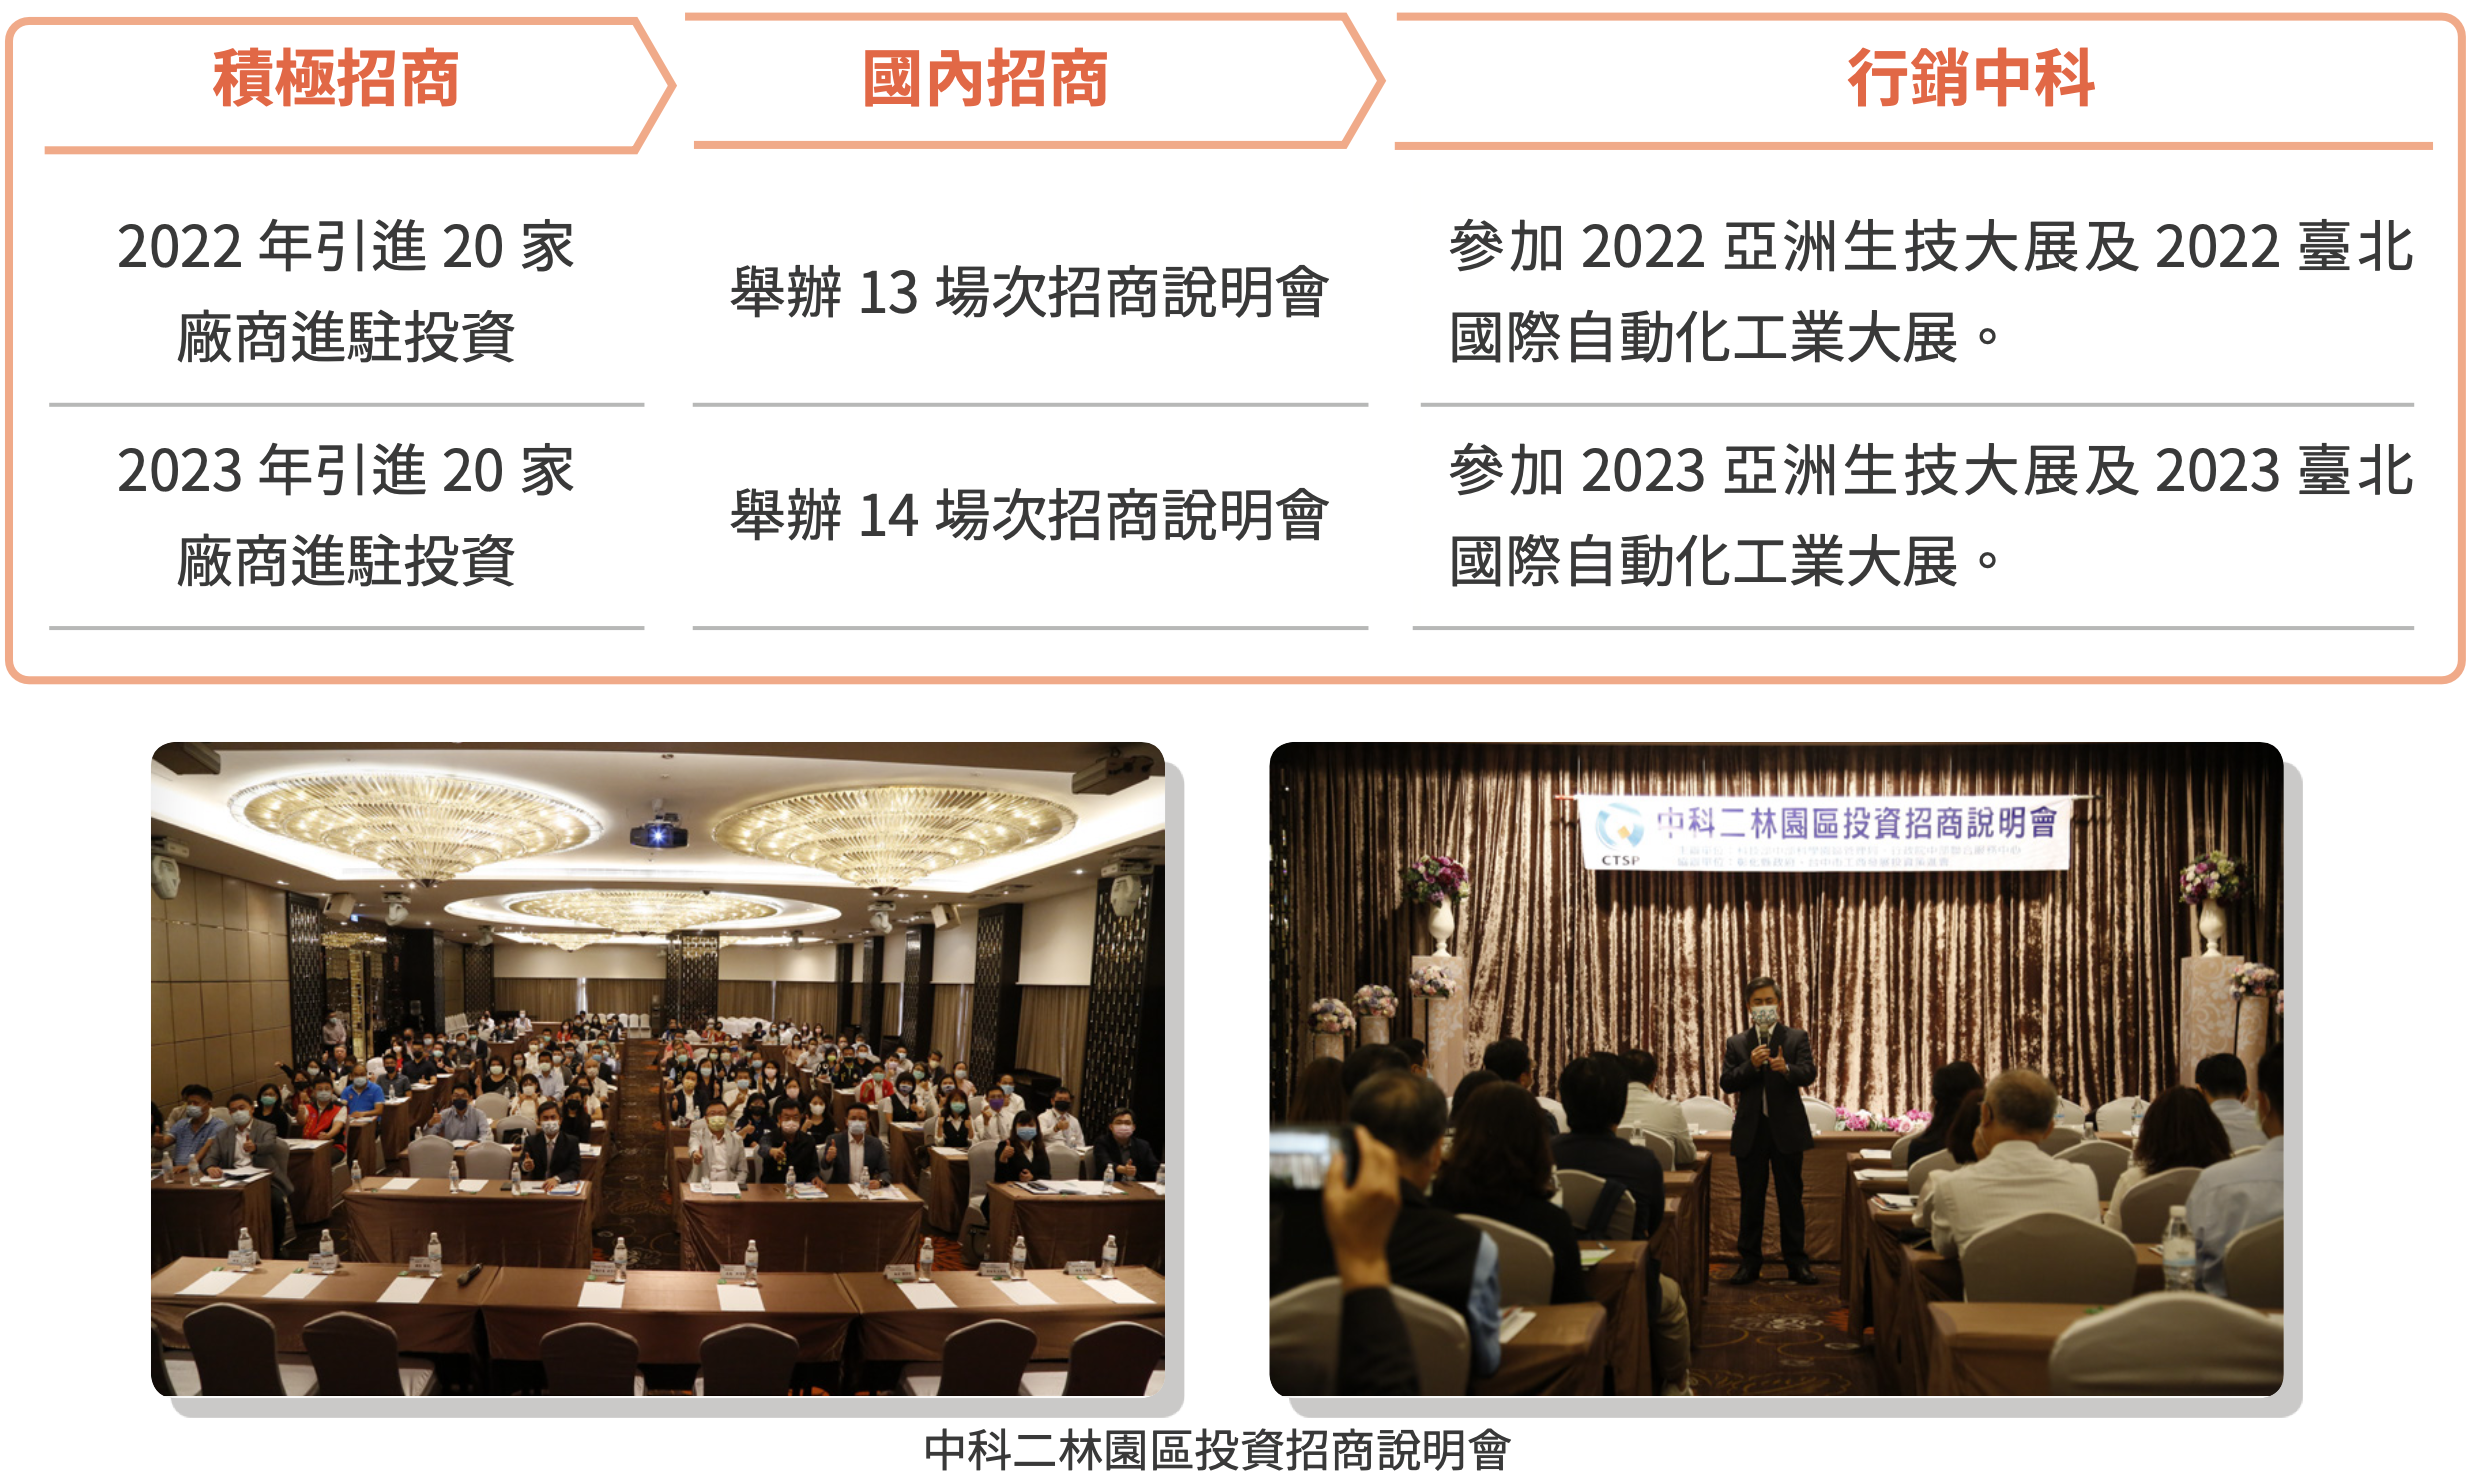 積極招商
國內招商
行銷中科
2022 年引進 20 家
廠商進駐投資
舉辦 13 場次招商說明會
參加 2022 亞洲生技大展及 2022 臺北
國際自動化工業大展。
2023 年引進 20 家
廠商進駐投資
舉辦 14 場次招商說明會
參加 2023 亞洲生技大展及 2023 臺北
國際自動化工業大展。
中科二林園區投資招商說明會
CTSP
中科二林園區投資招商說明會